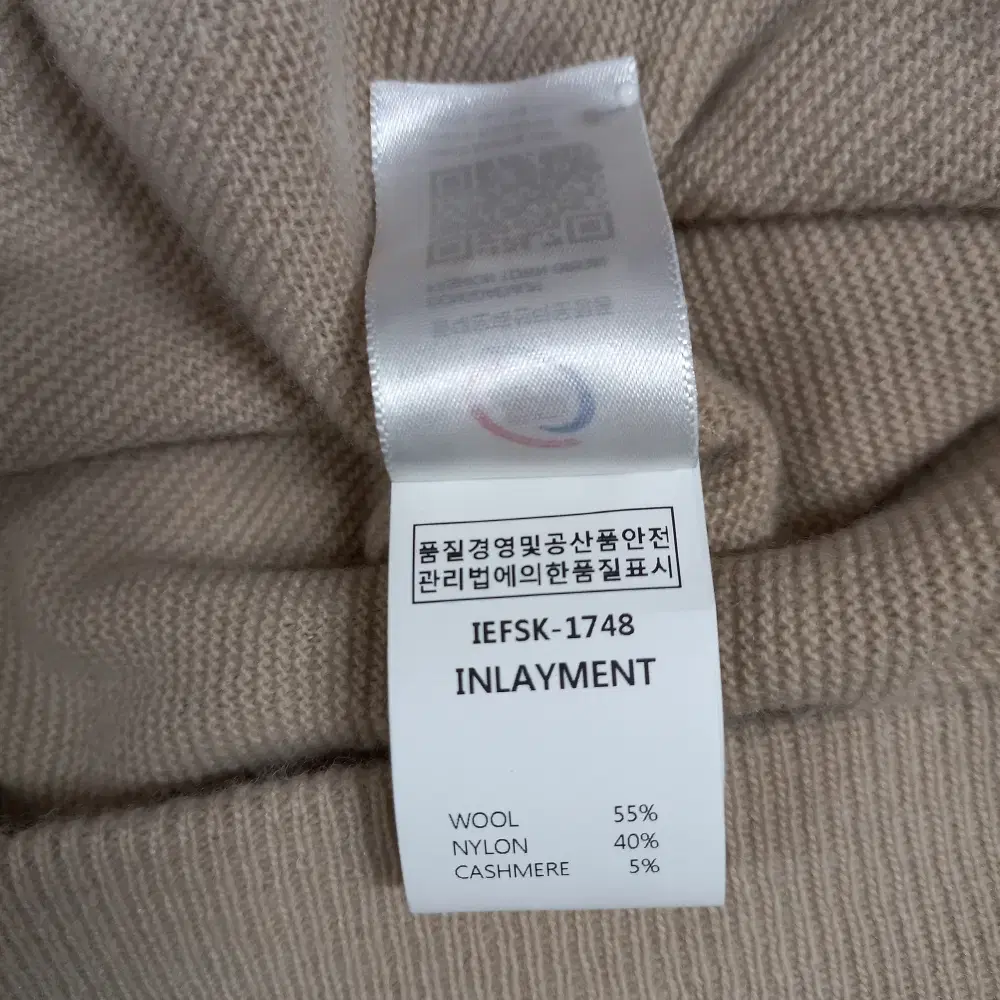 품질경영및공산품안전
관리법에의한품질표시
IEFSK-1748
INLAYMENT
WOOL 55%
NYLON 40%
CASHMERE 5%